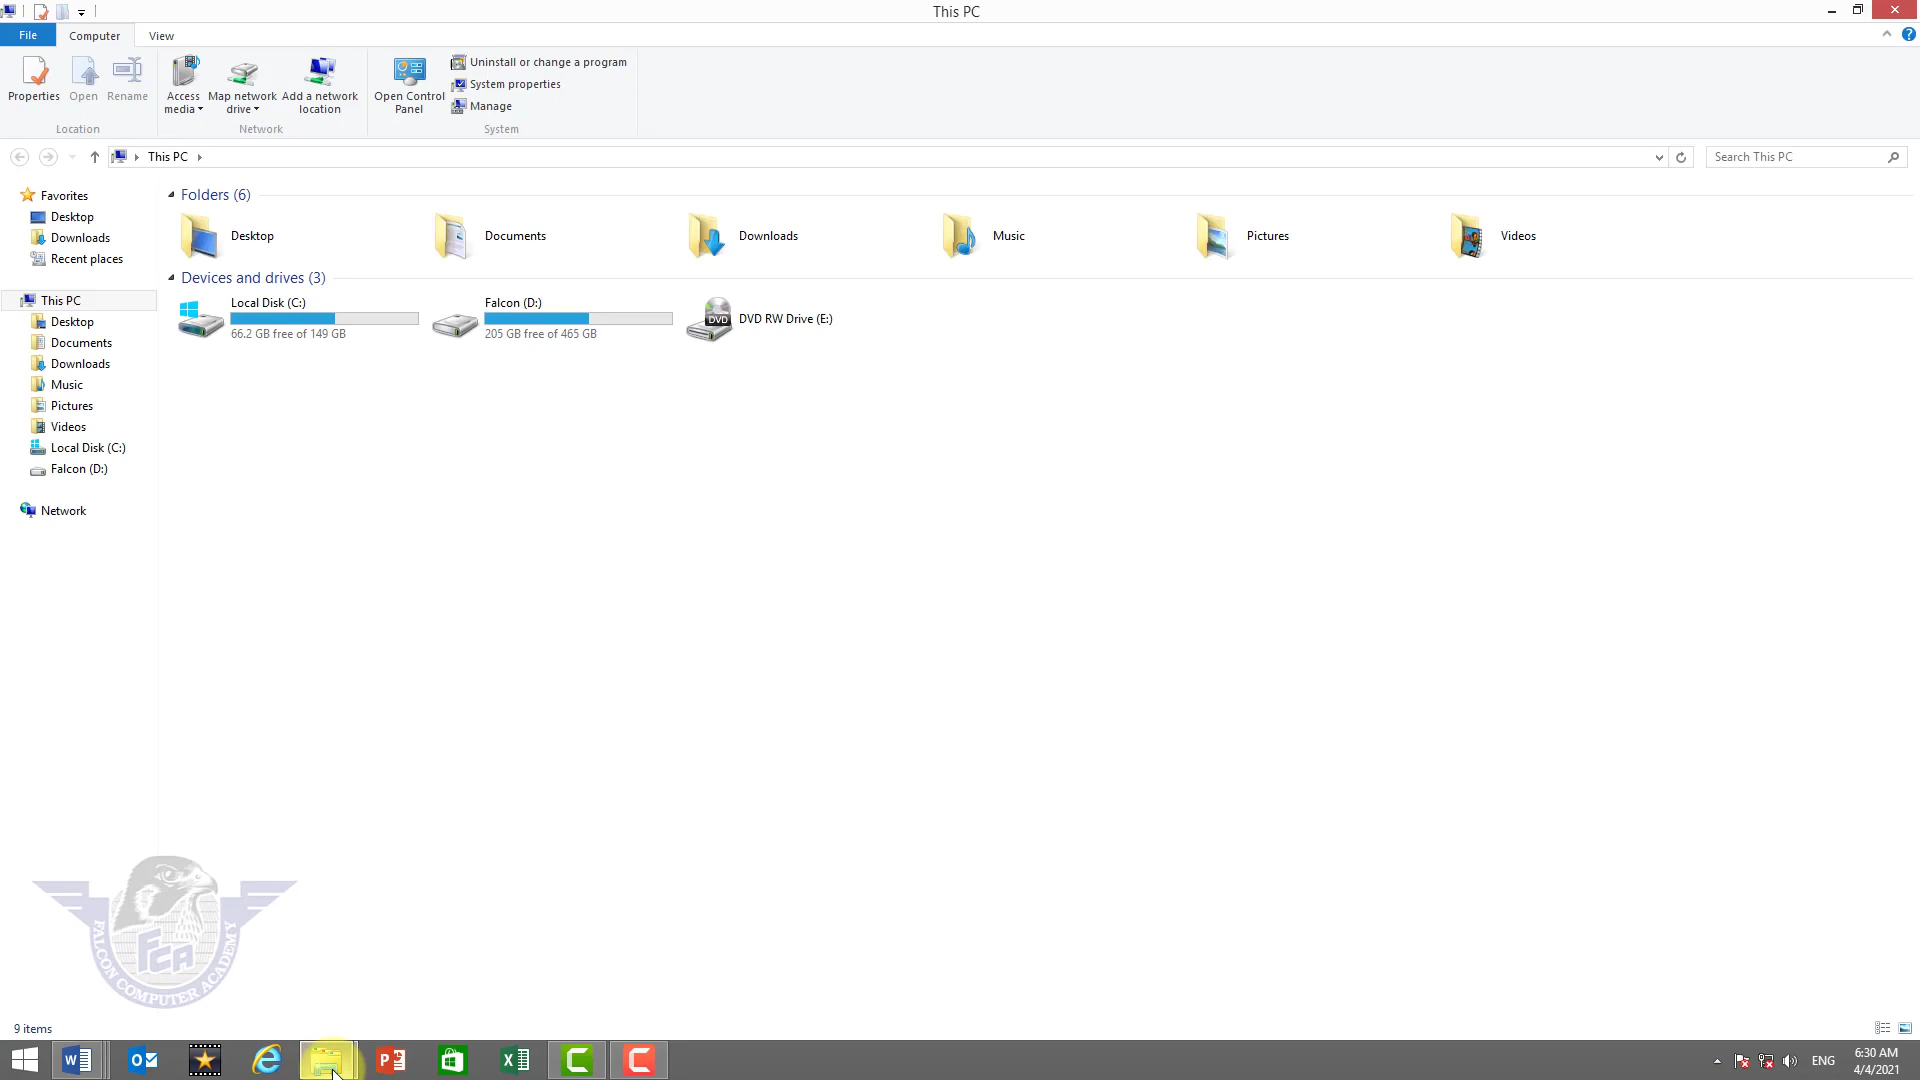 This PC
File
Computer
View
Properties
Open
Rename
Access media
Map network drive
Add a network location
Open Control Panel
Uninstall or change a program
System properties
Manage
Location
Network
System
This PC
Search This PC
Favorites
Desktop
Downloads
Recent places
This PC
Desktop
Documents
Downloads
Music
Pictures
Videos
Local Disk (C:)
Falcon (D:)
Network
Folders (6)
Desktop
Documents
Downloads
Music
Pictures
Videos
Devices and drives (3)
Local Disk (C:)
66.2 GB free of 149 GB
Falcon (D:)
205 GB free of 465 GB
DVD
DVD RW Drive (E:)
FCA
FALCON COMPUTER ACADEMY
9 items
ENG
6:30 AM
4/4/2021